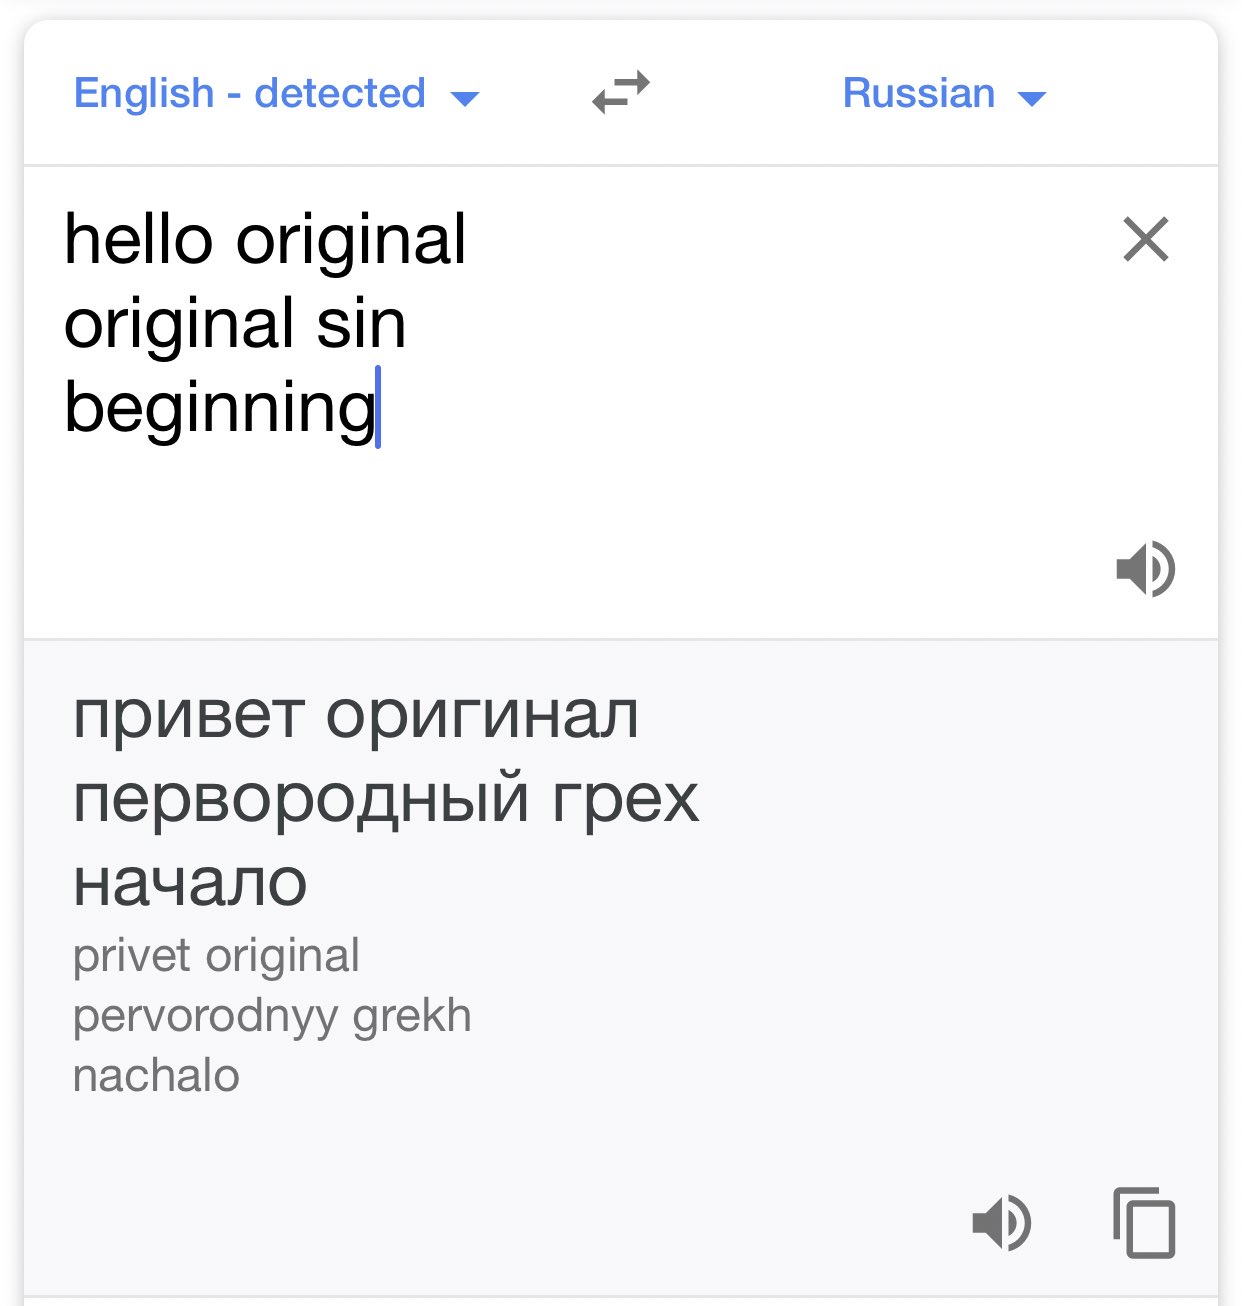 English - detected
Russian
hello original
original sin
beginning
привет оригинал
первородный грех
начало
privet original
pervorodnyy grekh
nachalo